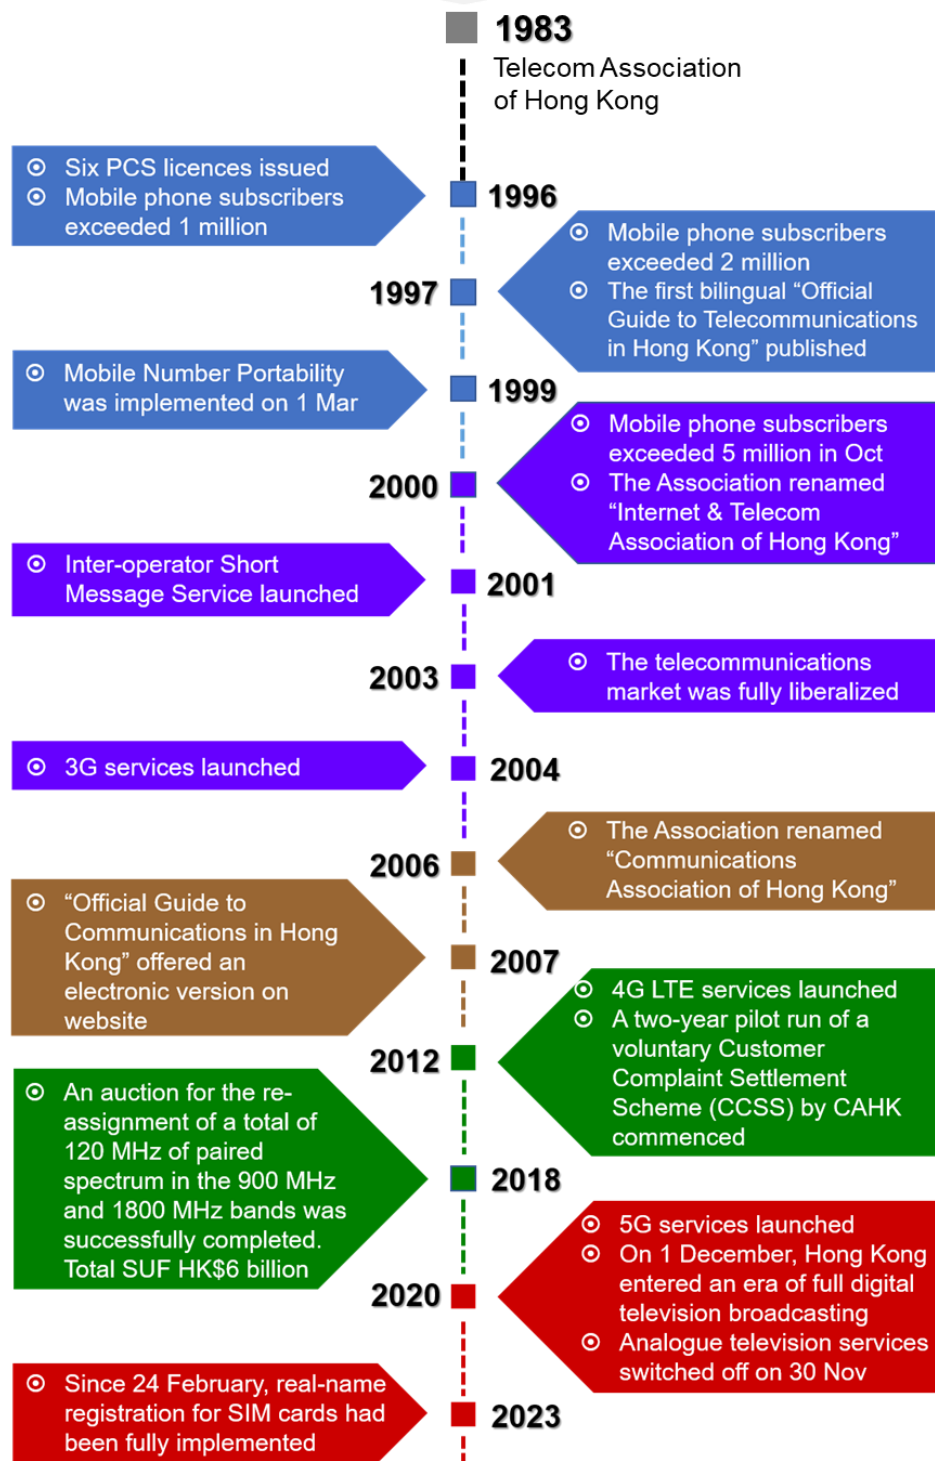 1983
Telecom Association
of Hong Kong
Six PCS licences issued
Mobile phone subscribers
exceeded 1 million
1996
Mobile phone subscribers
exceeded 2 million
The first bilingual “Official
Guide to Telecommunications
in Hong Kong” published
1997
Mobile Number Portability
was implemented on 1 Mar
1999
Mobile phone subscribers
exceeded 5 million in Oct
The Association renamed
“Internet & Telecom
Association of Hong Kong”
2000
Inter-operator Short
Message Service launched
2001
The telecommunications
market was fully liberalized
2003
3G services launched
2004
The Association renamed
“Communications
Association of Hong Kong”
2006
“Official Guide to
Communications in Hong
Kong” offered an
electronic version on
website
2007
4G LTE services launched
A two-year pilot run of a
voluntary Customer
Complaint Settlement
Scheme (CCSS) by CAHK
commenced
2012
An auction for the re-
assignment of a total of
120 MHz of paired
spectrum in the 900 MHz
and 1800 MHz bands was
successfully completed.
Total SUF HK$6 billion
2018
5G services launched
On 1 December, Hong Kong
entered an era of full digital
television broadcasting
Analogue television services
switched off on 30 Nov
2020
Since 24 February, real-name
registration for SIM cards had
been fully implemented
2023